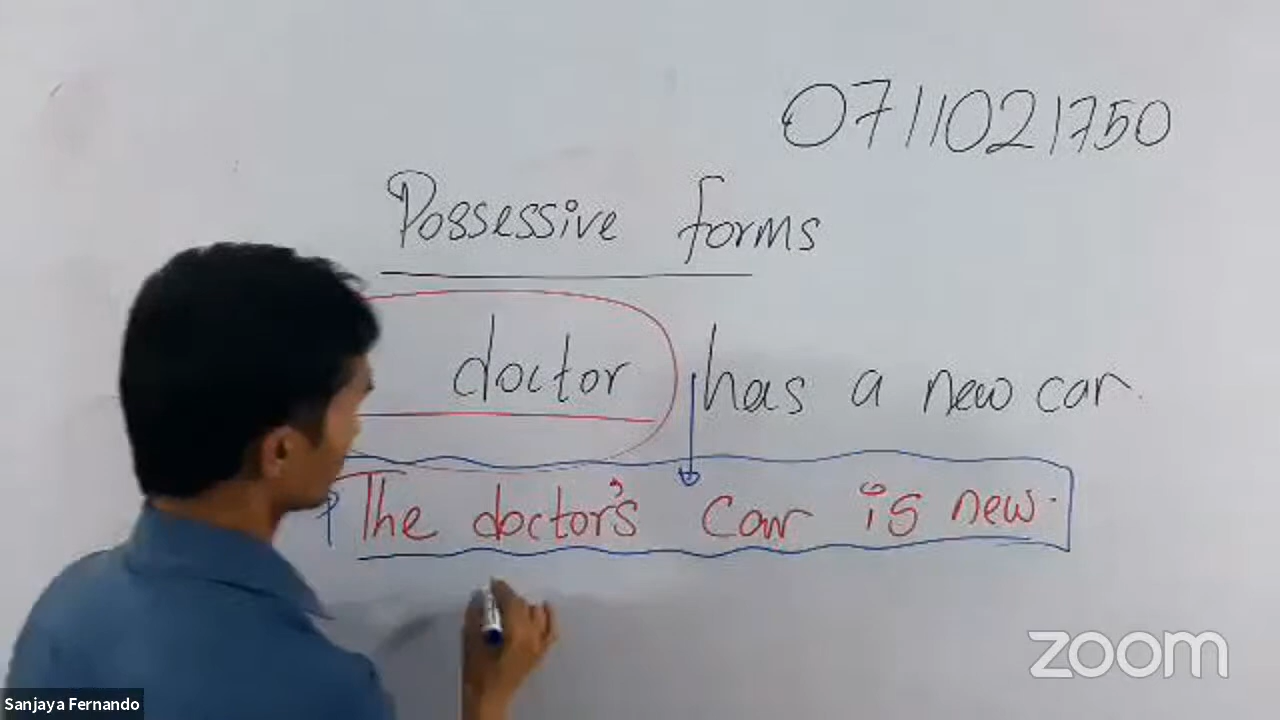 0711021750
Possessive forms
doctor has a new car.
The doctor's car is new.
zoom
Sanjaya Fernando